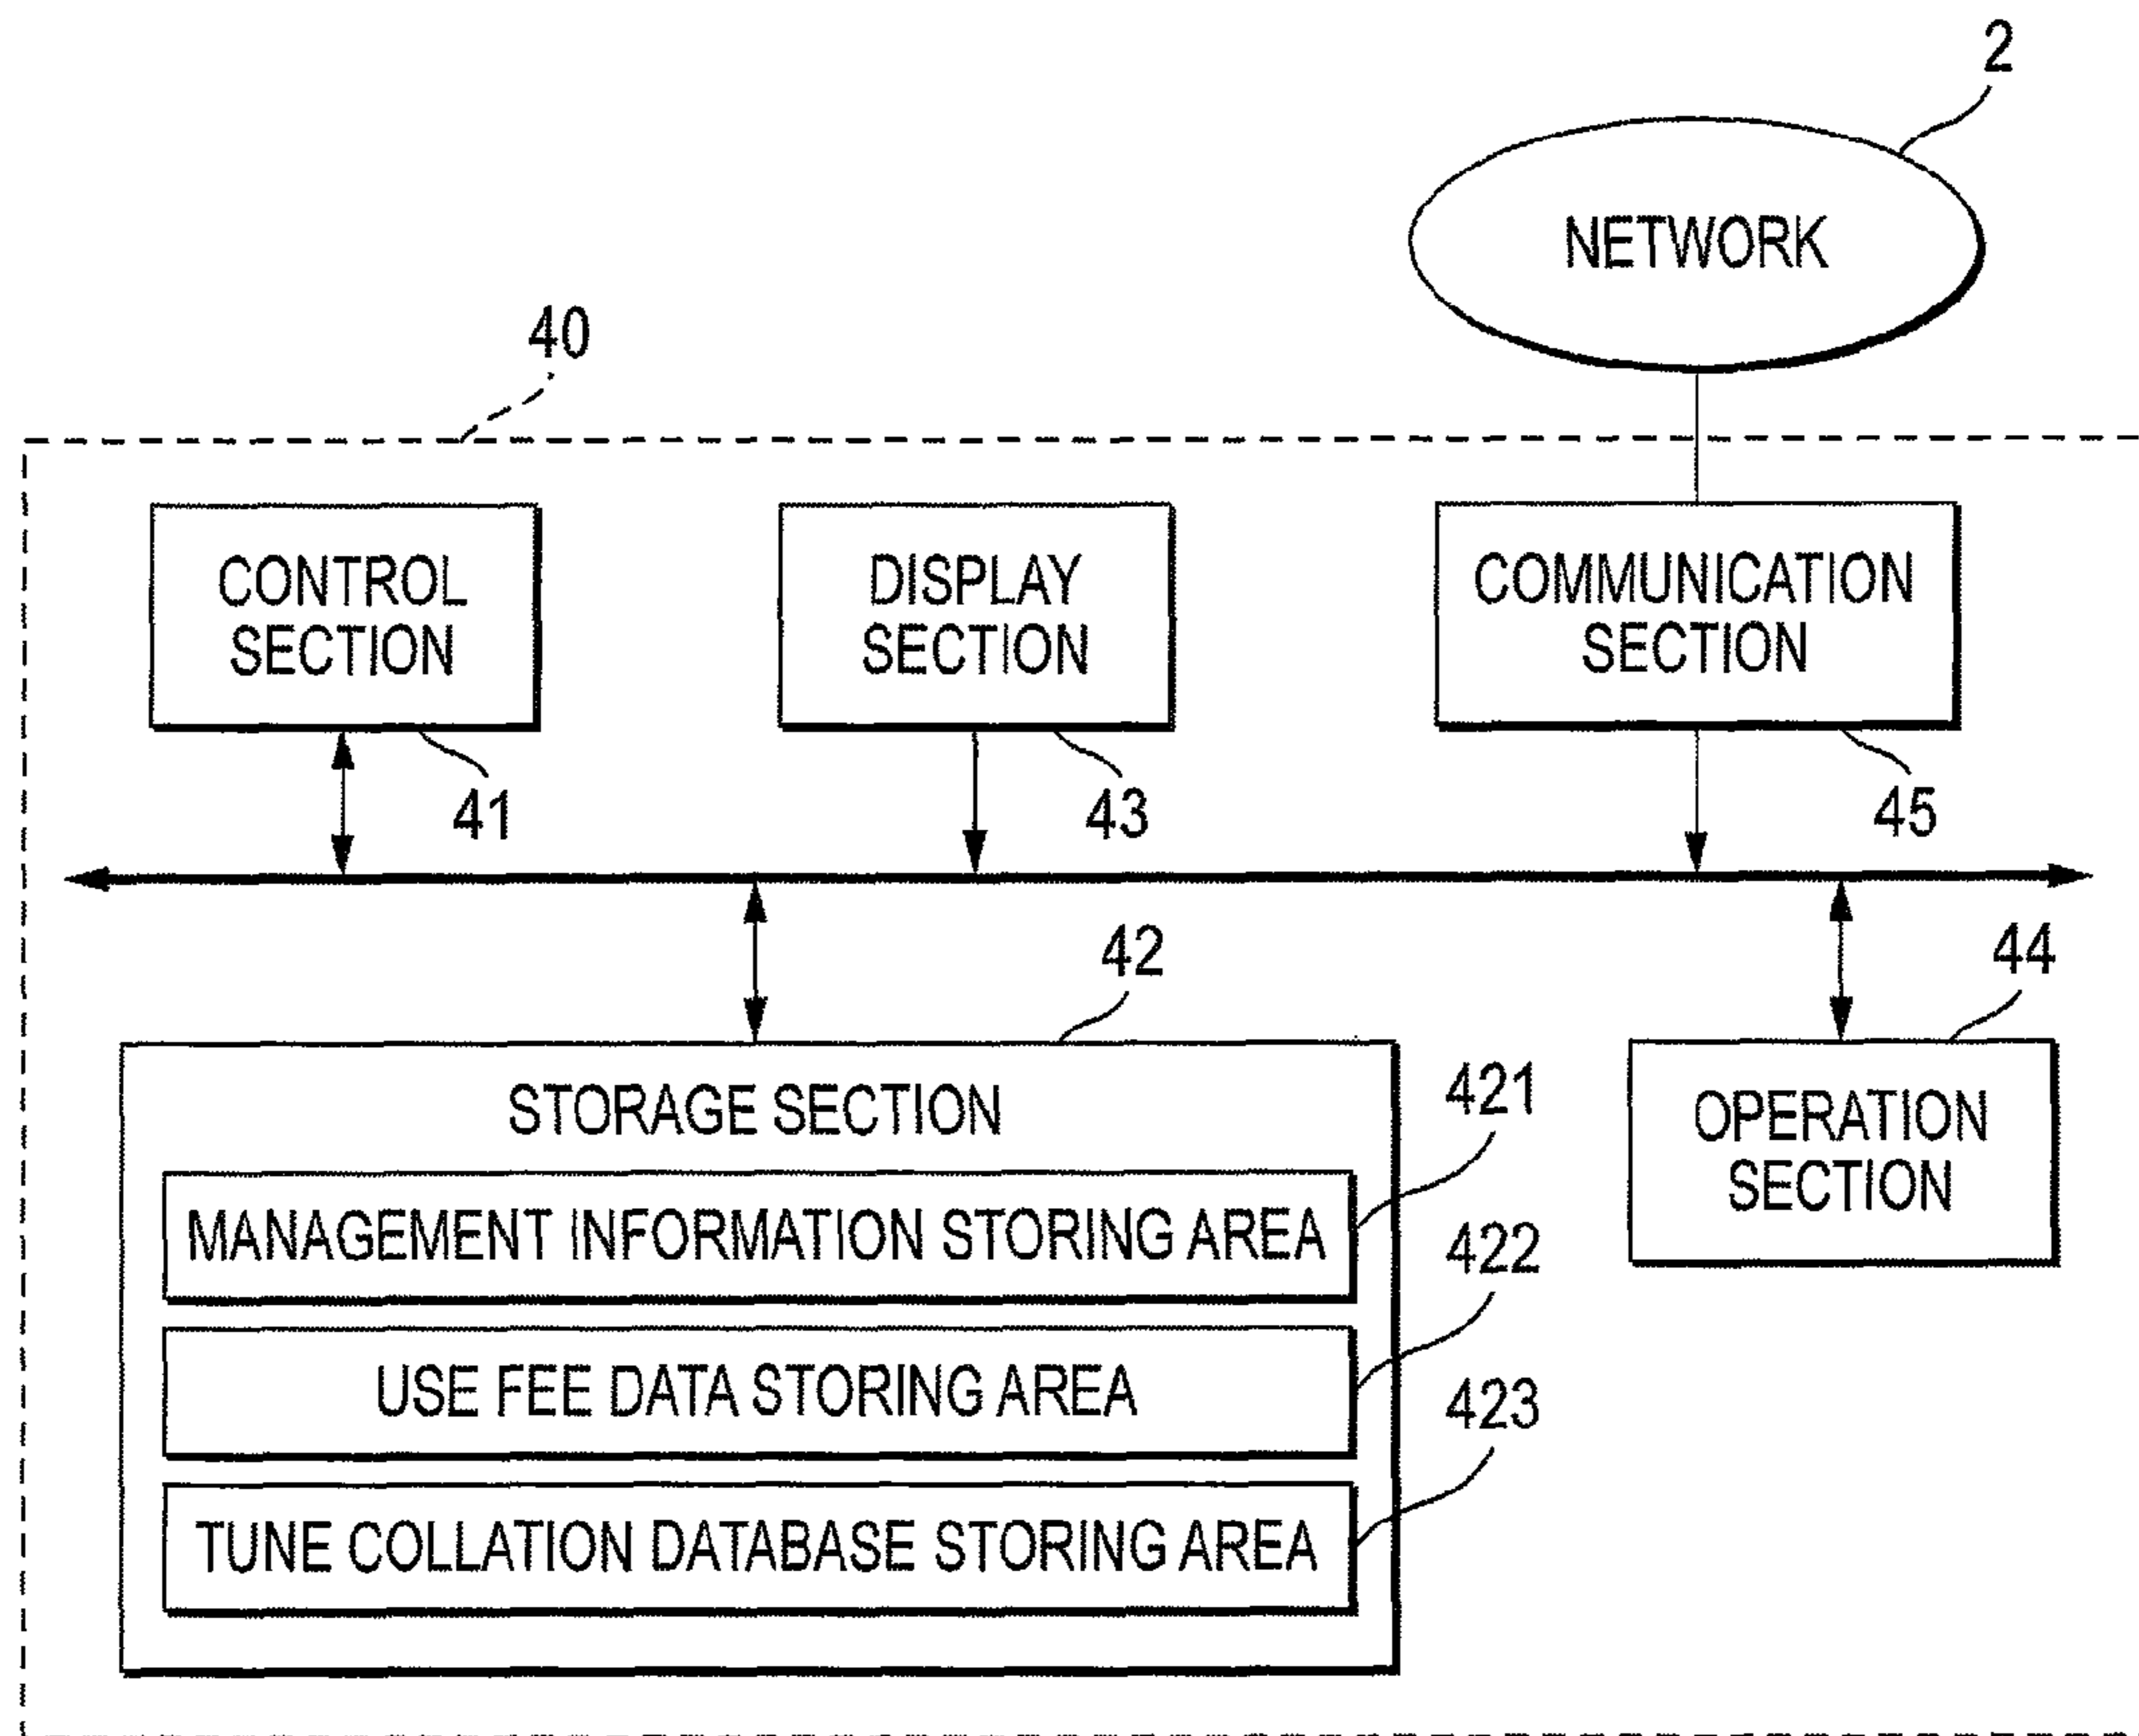 2
NETWORK
40
CONTROL
SECTION
DISPLAY
SECTION
COMMUNICATION
SECTION
41
43
45
42
44
STORAGE SECTION
421
OPERATION
SECTION
MANAGEMENT INFORMATION STORING AREA
422
USE FEE DATA STORING AREA
423
TUNE COLLATION DATABASE STORING AREA